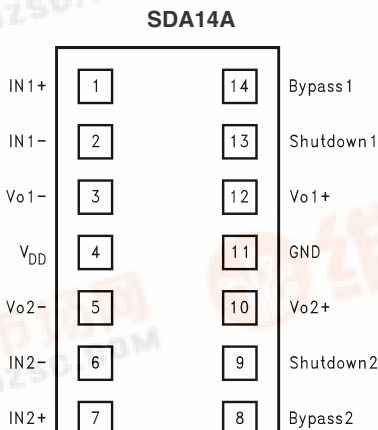 SDA14A
IN1+ 1 14 Bypass1
IN1- 2 13 Shutdown1
Vo1- 3 12 Vo1+
VDD 4 11 GND
Vo2- 5 10 Vo2+
IN2- 6 9 Shutdown2
IN2+ 7 8 Bypass2